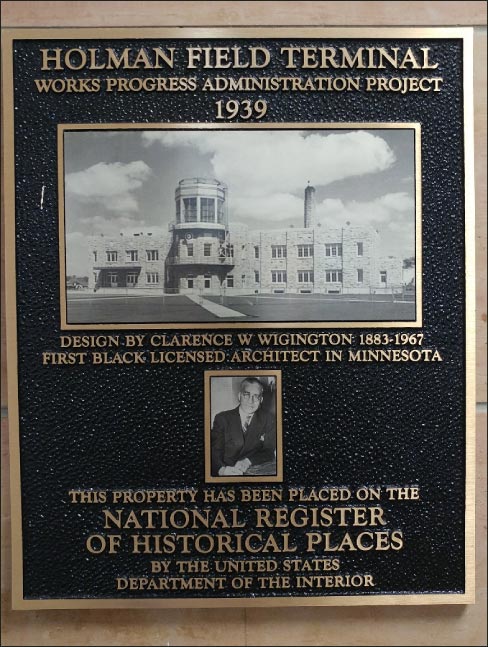 HOLMAN FIELD TERMINAL
WORKS PROGRESS ADMINISTRATION PROJECT
1939
DESIGN BY CLARENCE W WIGINGTON 1883-1967
FIRST BLACK LICENSED ARCHITECT IN MINNESOTA
THIS PROPERTY HAS BEEN PLACED ON THE
NATIONAL REGISTER
OF HISTORICAL PLACES
BY THE UNITED STATES
DEPARTMENT OF THE INTERIOR